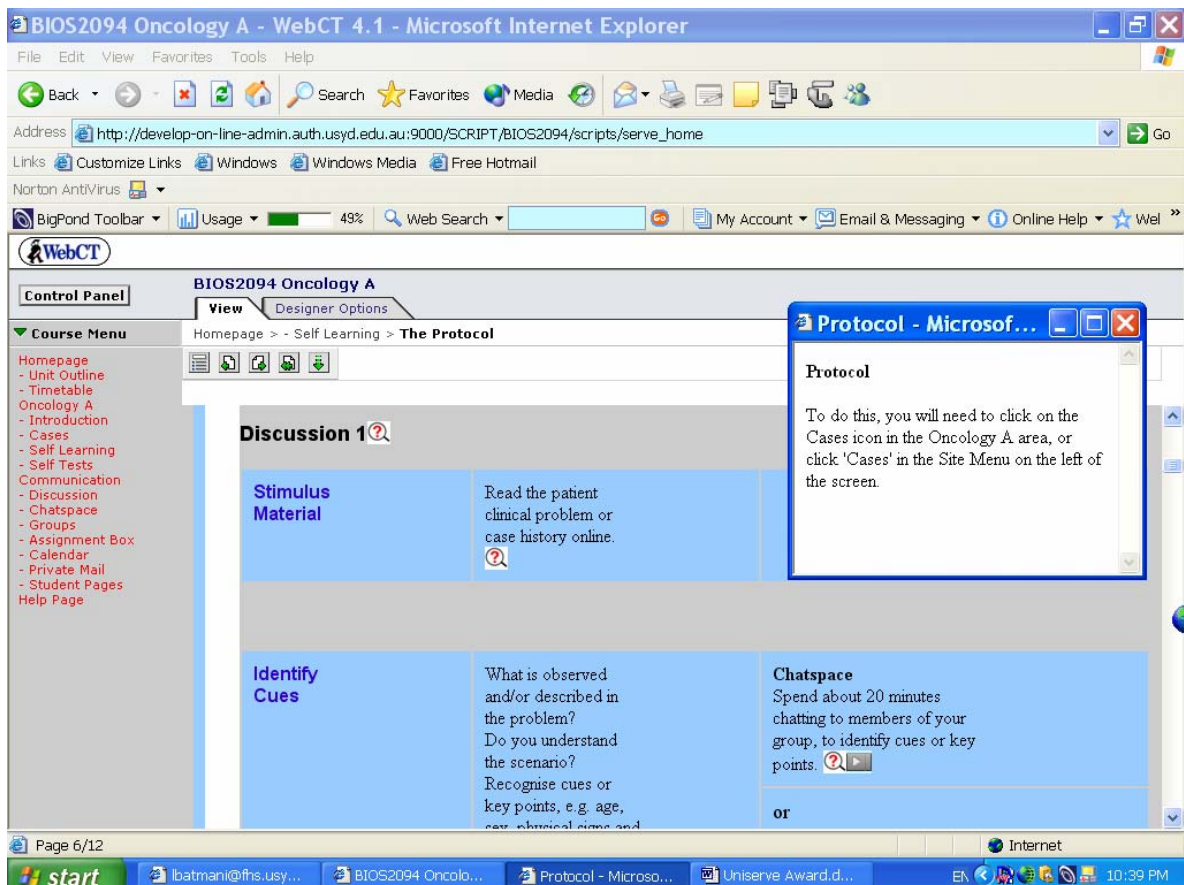 BIOS2094 Oncology A - WebCT 4.1 - Microsoft Internet Explorer
File Edit View Favorites Tools Help
Back Search Favorites Media
Address http://develop-on-line-admin.auth.usyd.edu.au:9000/SCRIPT/BIOS2094/scripts/serve_home Go
Links Customize Links Windows Windows Media Free Hotmail
Norton AntiVirus
BigPond Toolbar Usage 49% Web Search My Account Email & Messaging Online Help Wel »
WebCT
Control Panel
BIOS2094 Oncology A
View Designer Options
Course Menu
Homepage > - Self Learning > The Protocol
Homepage
- Unit Outline
- Timetable
Oncology A
- Introduction
- Cases
- Self Learning
- Self Tests
Communication
- Discussion
- Chatspace
- Groups
- Assignment Box
- Calendar
- Private Mail
- Student Pages
Help Page
Discussion 1
Stimulus
Material
Read the patient
clinical problem or
case history online.
Protocol - Microsof...
Protocol
To do this, you will need to click on the
Cases icon in the Oncology A area, or
click 'Cases' in the Site Menu on the left of
the screen.
Identify
Cues
What is observed
and/or described in
the problem?
Do you understand
the scenario?
Recognise cues or
key points, e.g. age,
sex, physical signs and
Chatspace
Spend about 20 minutes
chatting to members of your
group, to identify cues or key
points.
or
Page 6/12
Internet
start
lbatmani@fhs.usy...
BIOS2094 Oncolo...
Protocol - Microso...
Uniserve Award.d...
EN
10:39 PM